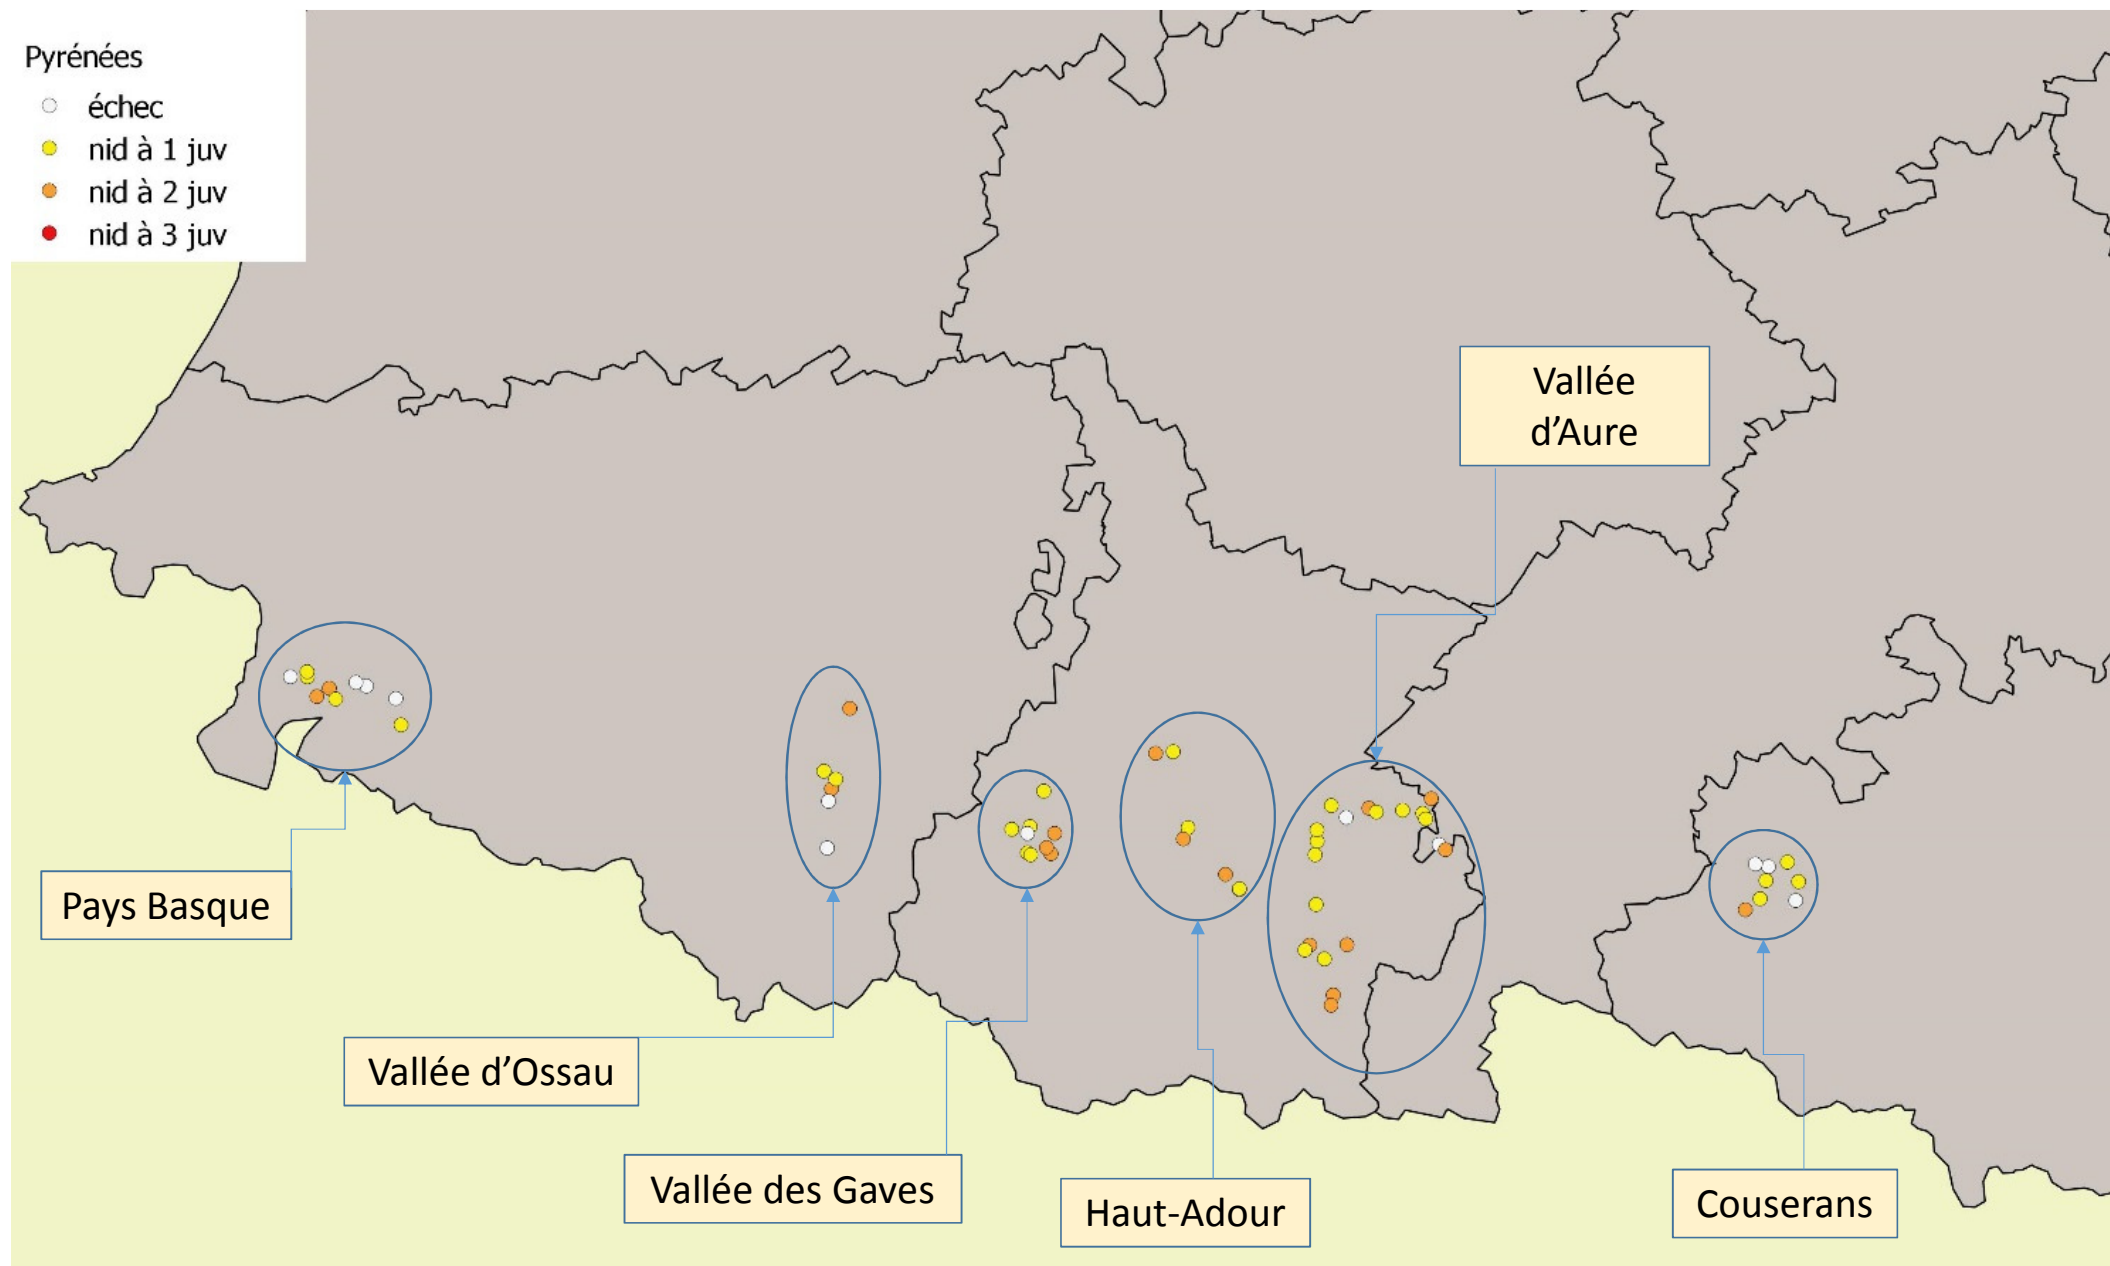 Pyrénées
échec
nid à 1 juv
nid à 2 juv
nid à 3 juv
Vallée
d’Aure
Pays Basque
Vallée d’Ossau
Vallée des Gaves
Haut-Adour
Couserans